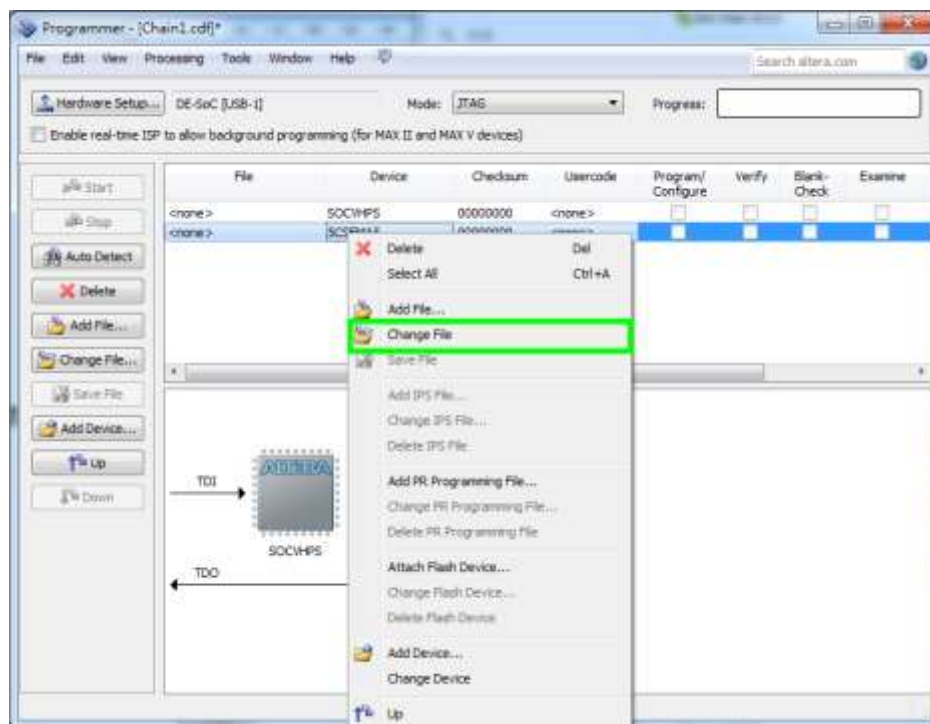 Programmer - [Chain1.cdf]*
File Edit View Processing Tools Window Help
Search altera.com
Hardware Setup... DE-SoC [USB-1] Mode: JTAG Progress:
Enable real-time ISP to allow background programming (for MAX II and MAX V devices)
File Device Checksum Usercode Program/Configure Verify Blank-Check Examine
<none> SOCVHPS 00000000 <none>
<none> 00000000 <none>
Start
Stop
Auto Detect
Delete
Add File...
Change File...
Save File
Add Device...
Up
Down
Delete Del
Select All Ctrl+A
Add File...
Change File
Save File
Add IPS File...
Change IPS File...
Delete IPS File
Add PR Programming File...
Change PR Programming File...
Delete PR Programming File
Attach Flash Device...
Change Flash Device...
Delete Flash Device
Add Device...
Change Device
Up
TDI
ALTERA
SOCVHPS
TDO